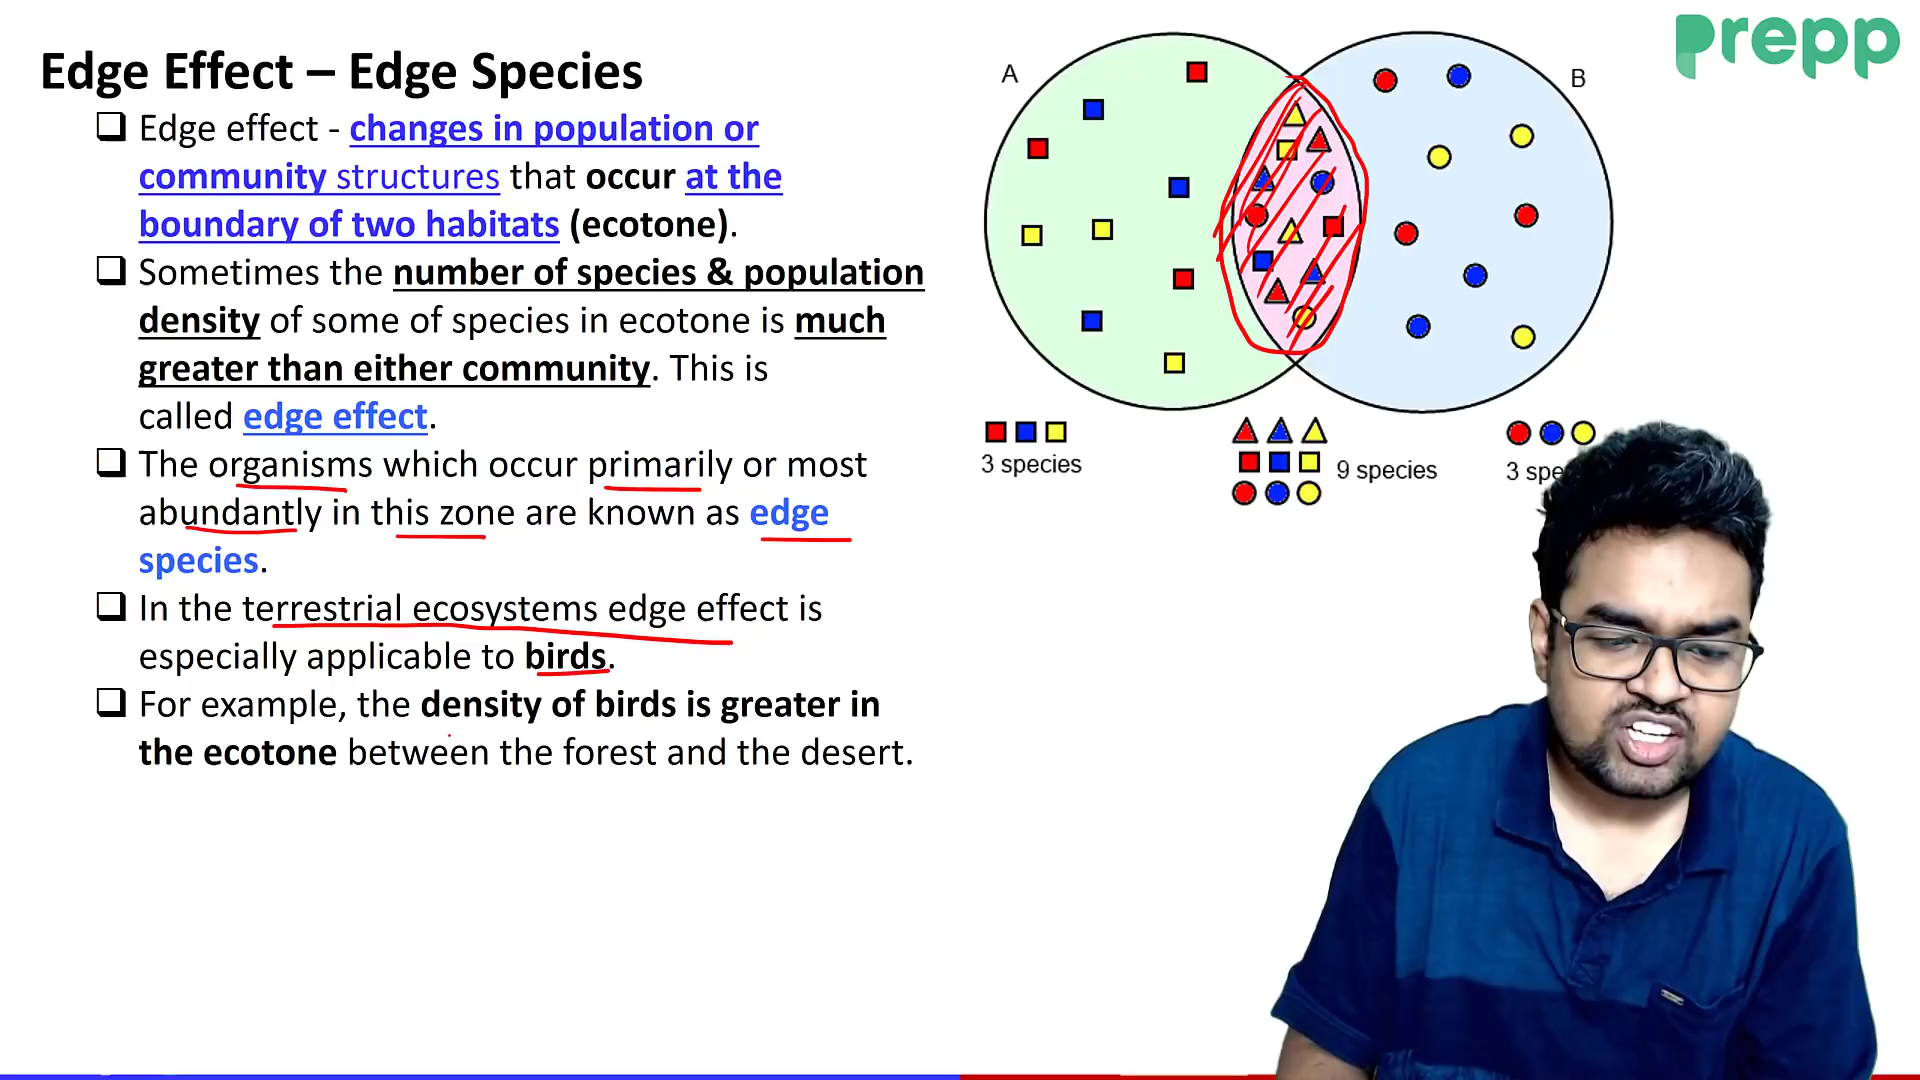 Edge Effect – Edge Species
Edge effect - changes in population or
community structures that occur at the
boundary of two habitats (ecotone).
Sometimes the number of species & population
density of some of species in ecotone is much
greater than either community. This is
called edge effect.
The organisms which occur primarily or most
abundantly in this zone are known as edge
species.
In the terrestrial ecosystems edge effect is
especially applicable to birds.
For example, the density of birds is greater in
the ecotone between the forest and the desert.
prepp
A
B
3 species
9 species
3 spe